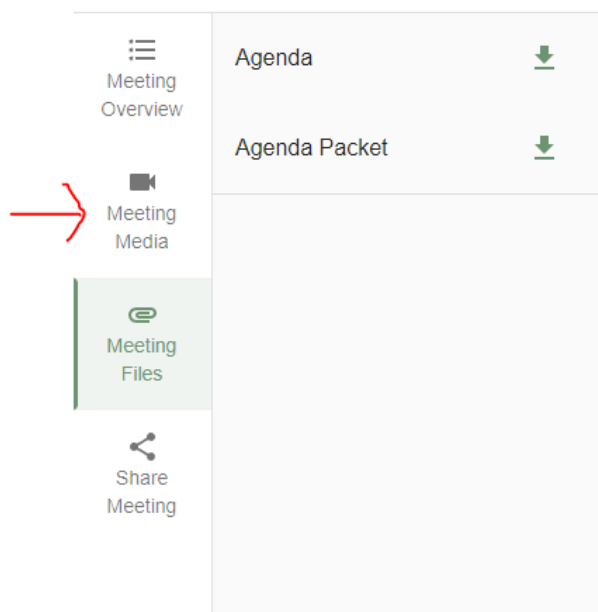 Meeting
Overview
Meeting
Media
Meeting
Files
Share
Meeting
Agenda
Agenda Packet